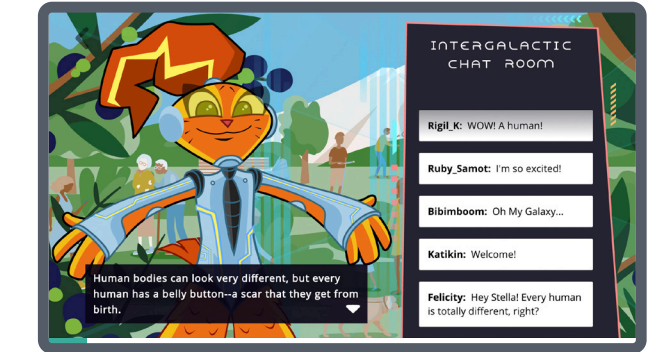 INTERGALACTIC
CHAT ROOM
Rigil_K: WOW! A human!
Ruby_Samot: I'm so excited!
Bibimboom: Oh My Galaxy...
Katikin: Welcome!
Felicity: Hey Stella! Every human
is totally different, right?
Human bodies can look very different, but every
human has a belly button--a scar that they get from
birth.